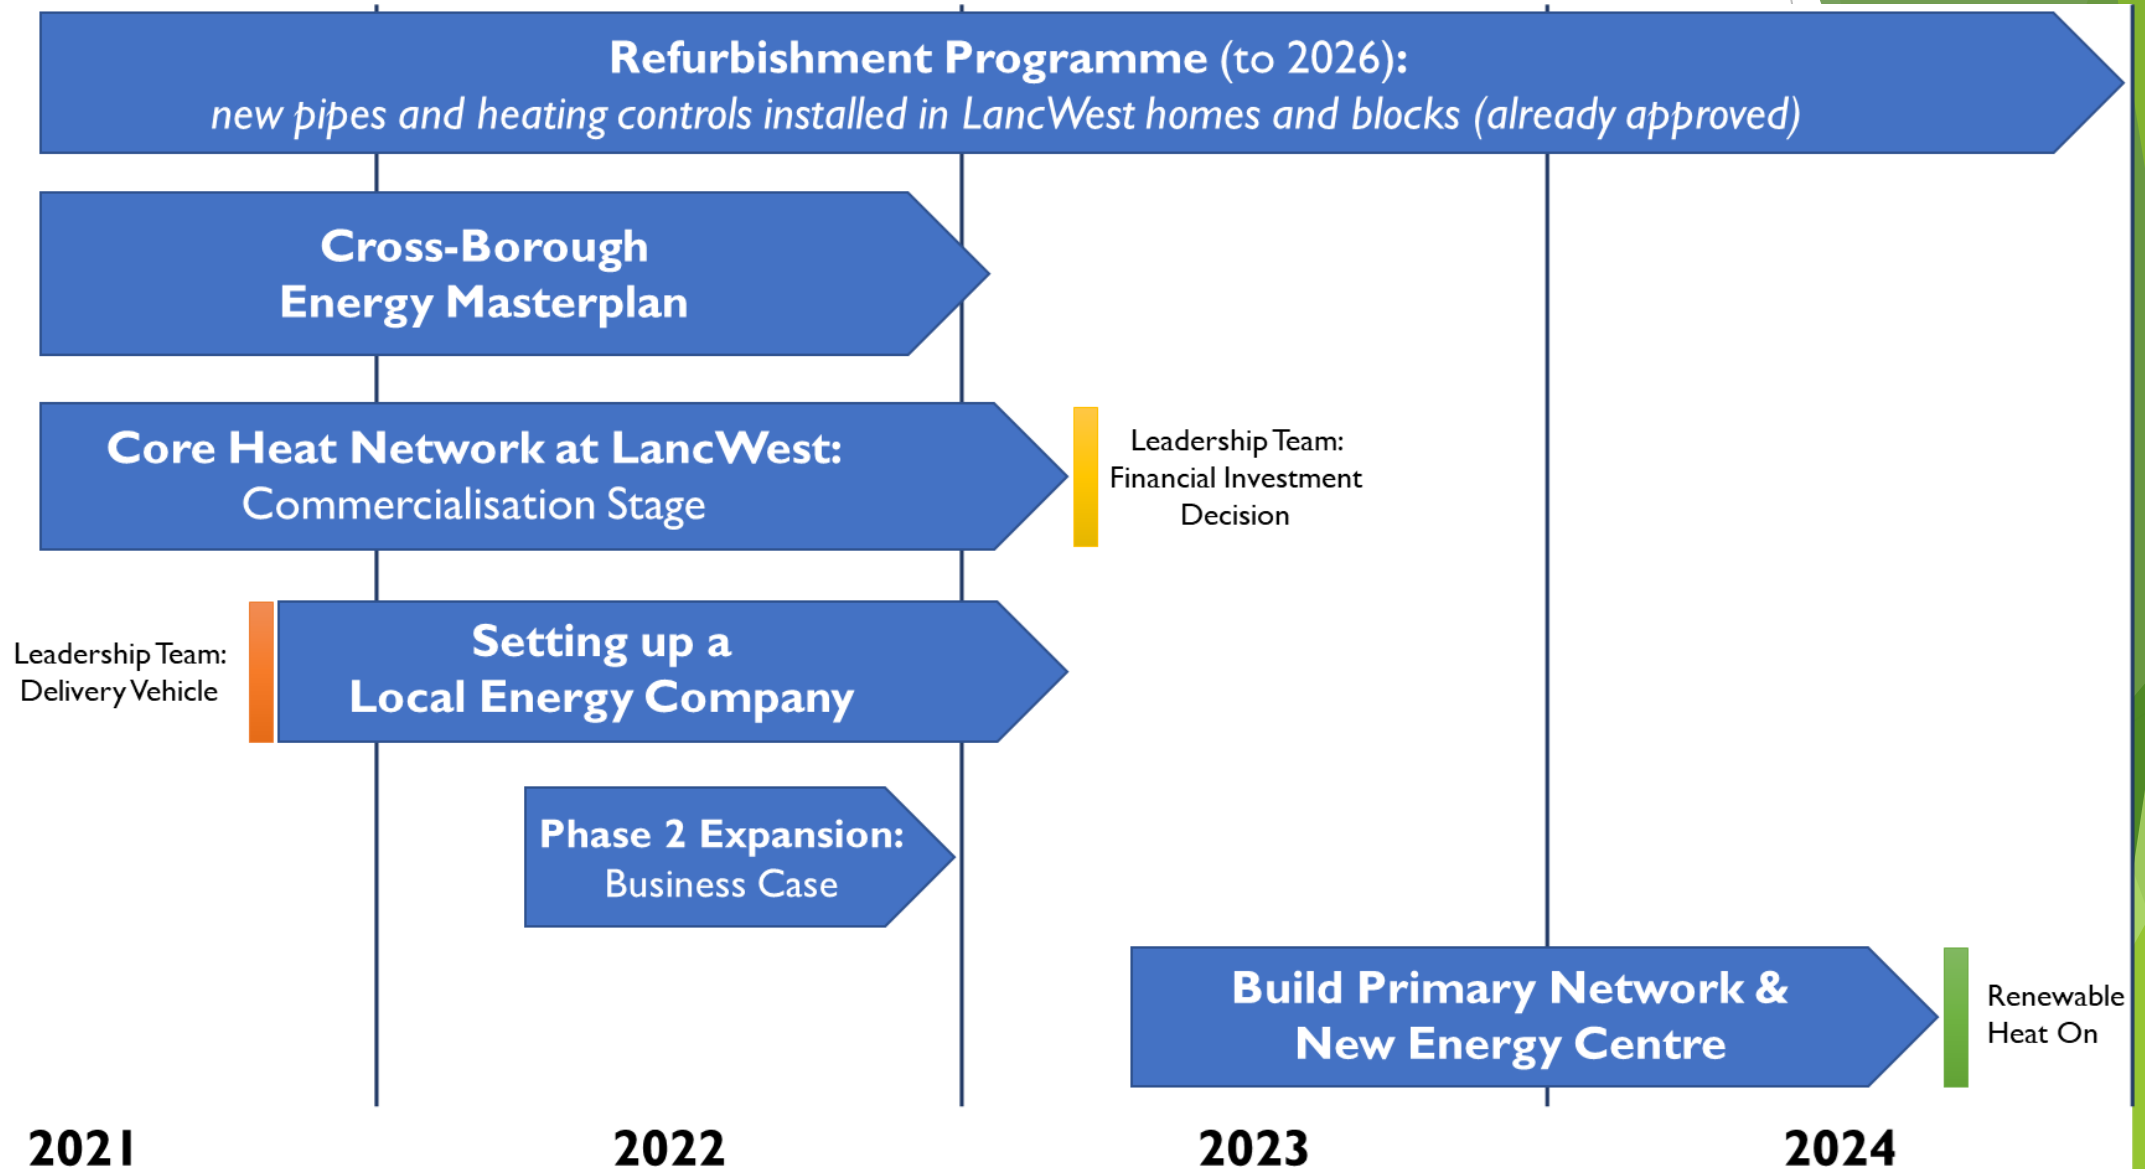 Refurbishment Programme (to 2026):
new pipes and heating controls installed in LancWest homes and blocks (already approved)
Cross-Borough
Energy Masterplan
Core Heat Network at LancWest:
Commercialisation Stage
Leadership Team:
Financial Investment
Decision
Leadership Team:
Delivery Vehicle
Setting up a
Local Energy Company
Phase 2 Expansion:
Business Case
Build Primary Network &
New Energy Centre
Renewable
Heat On
2021
2022
2023
2024